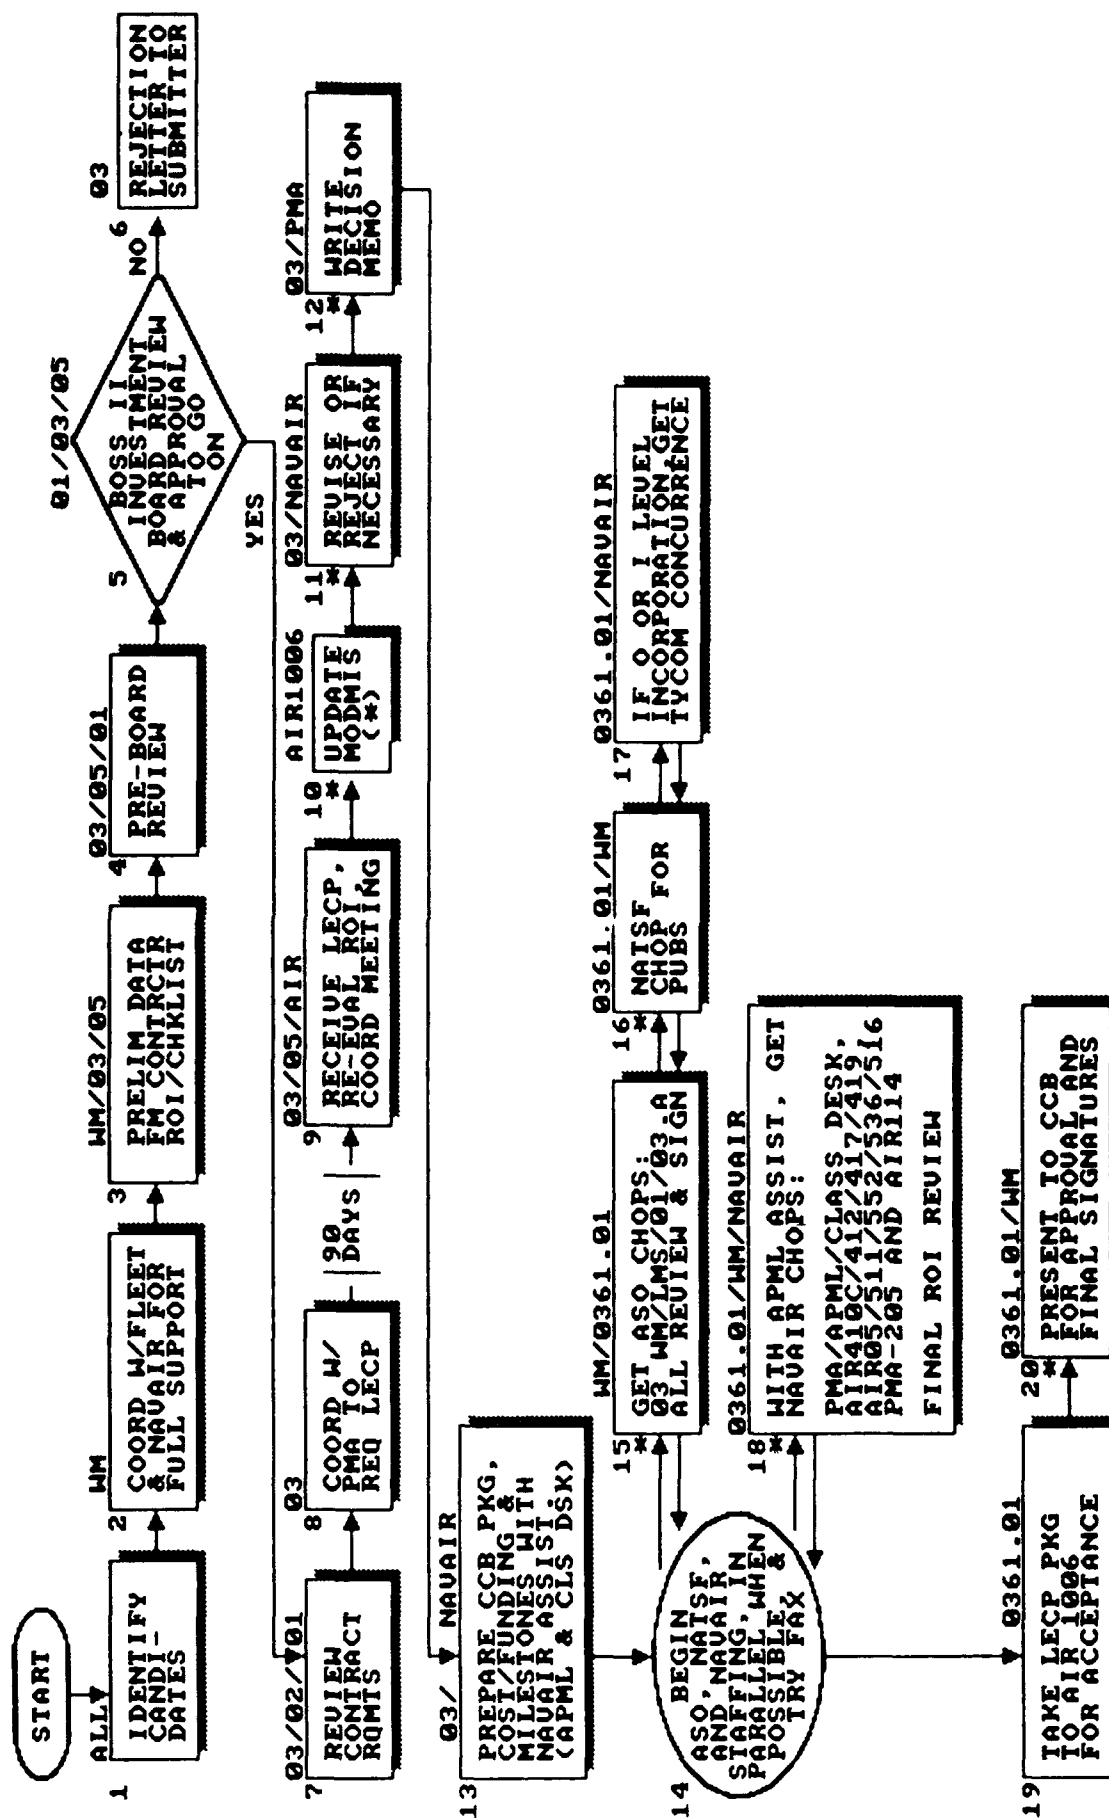 START
ALL
1
IDENTIFY
CANDI-
DATES
WM
2
COORD W/FLEET
& NAVAIR FOR
FULL SUPPORT
WM/03/05
3
PRELIM DATA
FM CONTRCTR
ROI/CHKLIST
03/05/01
4
PRE-BOARD
REVIEW
01/03/05
5
BOSS II
INVESTMENT
BOARD REVIEW
& APPROVAL
TO GO
ON
NO
YES
03
6
REJECTION
LETTER TO
SUBMITTER
03/02/01
7
REVIEW
CONTRACT
RQMTS
03
8
COORD W/
PMA TO
REQ LECP
90
DAYS
03/05/AIR
9
RECEIVE LECP,
RE-EVAL ROI,
COORD MEETING
AIR1006
10
*
UPDATE
MODMIS
(*)
03/NAVAIR
11
*
REVISE OR
REJECT IF
NECESSARY
03/PMA
12
*
WRITE
DECISION
MEMO
03/ NAVAIR
13
PREPARE CCB PKG,
COST/FUNDING &
MILESTONES WITH
NAVAIR ASSIST.
(APML & CLS DSK)
14
BEGIN
ASO, NATSF,
AND NAVAIR
STAFFING, IN
PARALLEL WHEN
POSSIBLE, &
TRY FAX
WM/0361.01
15
*
GET ASO CHOPS:
03 WM/LMS/01/03.A
ALL REVIEW & SIGN
0361.01/WM
16
*
NATSF
CHOP FOR
PUBS
0361.01/NAVAIR
17
IF O OR I LEVEL
INCORPORATION,GET
TYCOM CONCURRENCE
0361.01/WM/NAVAIR
18
*
WITH APML ASSIST, GET
NAVAIR CHOPS:
PMA/APML/CLASS DESK,
AIR410C/412/417/419,
AIR05/511/552/536/516
PMA-205 AND AIR114
FINAL ROI REVIEW
0361.01
19
TAKE LECP PKG
TO AIR 1006
FOR ACCEPTANCE
0361.01/WM
20
*
PRESENT TO CCB
FOR APPROVAL AND
FINAL SIGNATURES